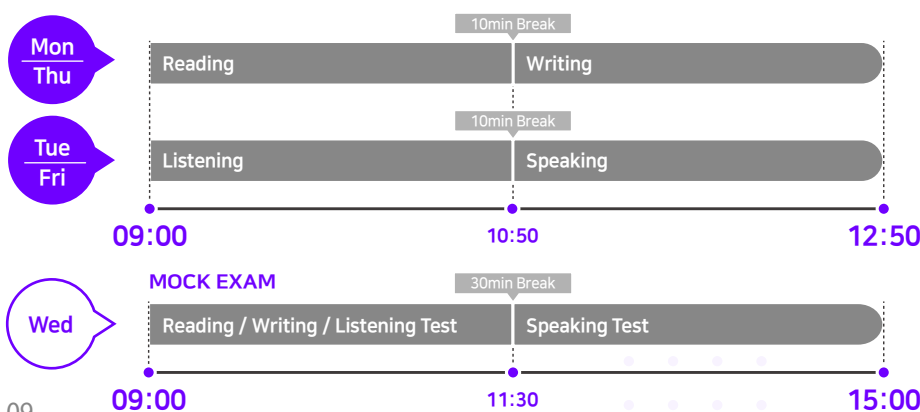 10min Break
Mon
Thu
Reading
Writing
10min Break
Tue
Fri
Listening
Speaking
09:00
10:50
12:50
MOCK EXAM
30min Break
Wed
Reading / Writing / Listening Test
Speaking Test
09
09:00
11:30
15:00